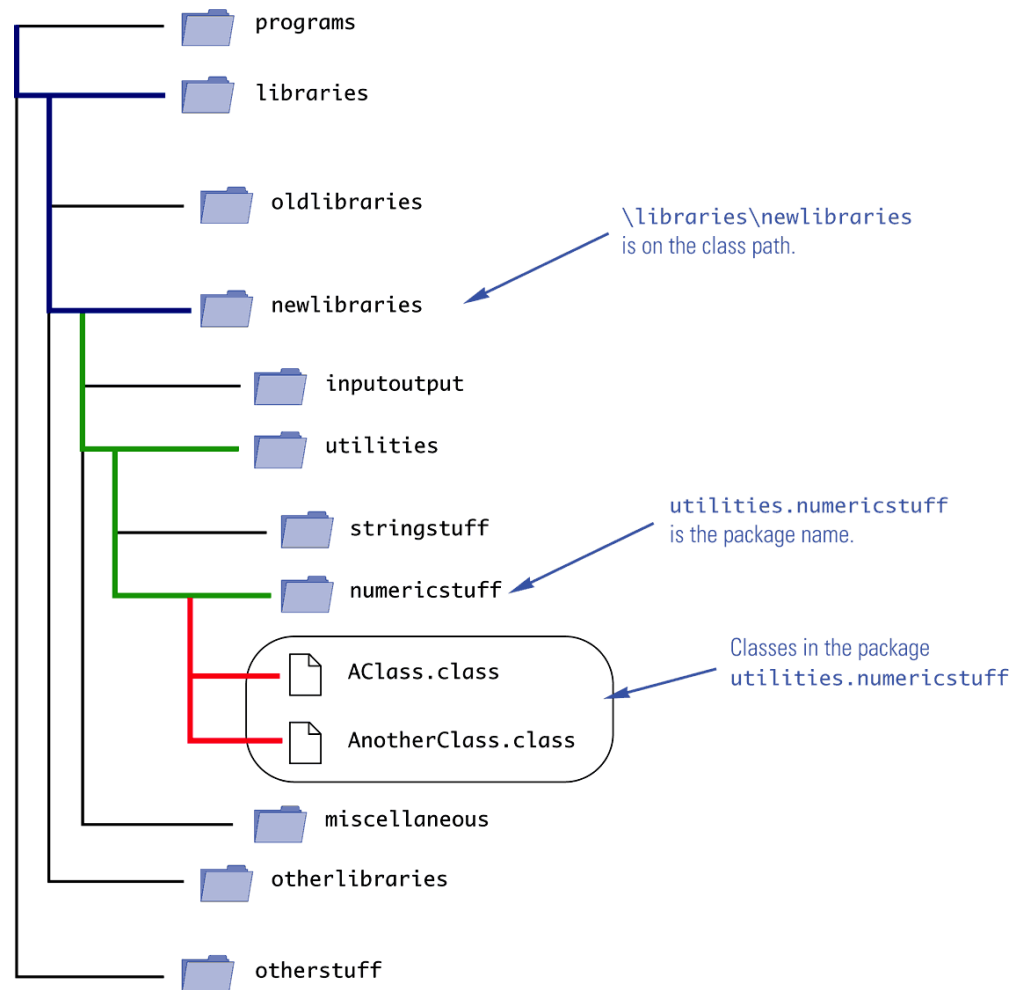 programs
libraries
oldlibraries
\libraries\newlibraries
is on the class path.
newlibraries
inputoutput
utilities
utilities.numericstuff
is the package name.
stringstuff
numericstuff
Classes in the package
utilities.numericstuff
AClass.class
AnotherClass.class
miscellaneous
otherlibraries
otherstuff